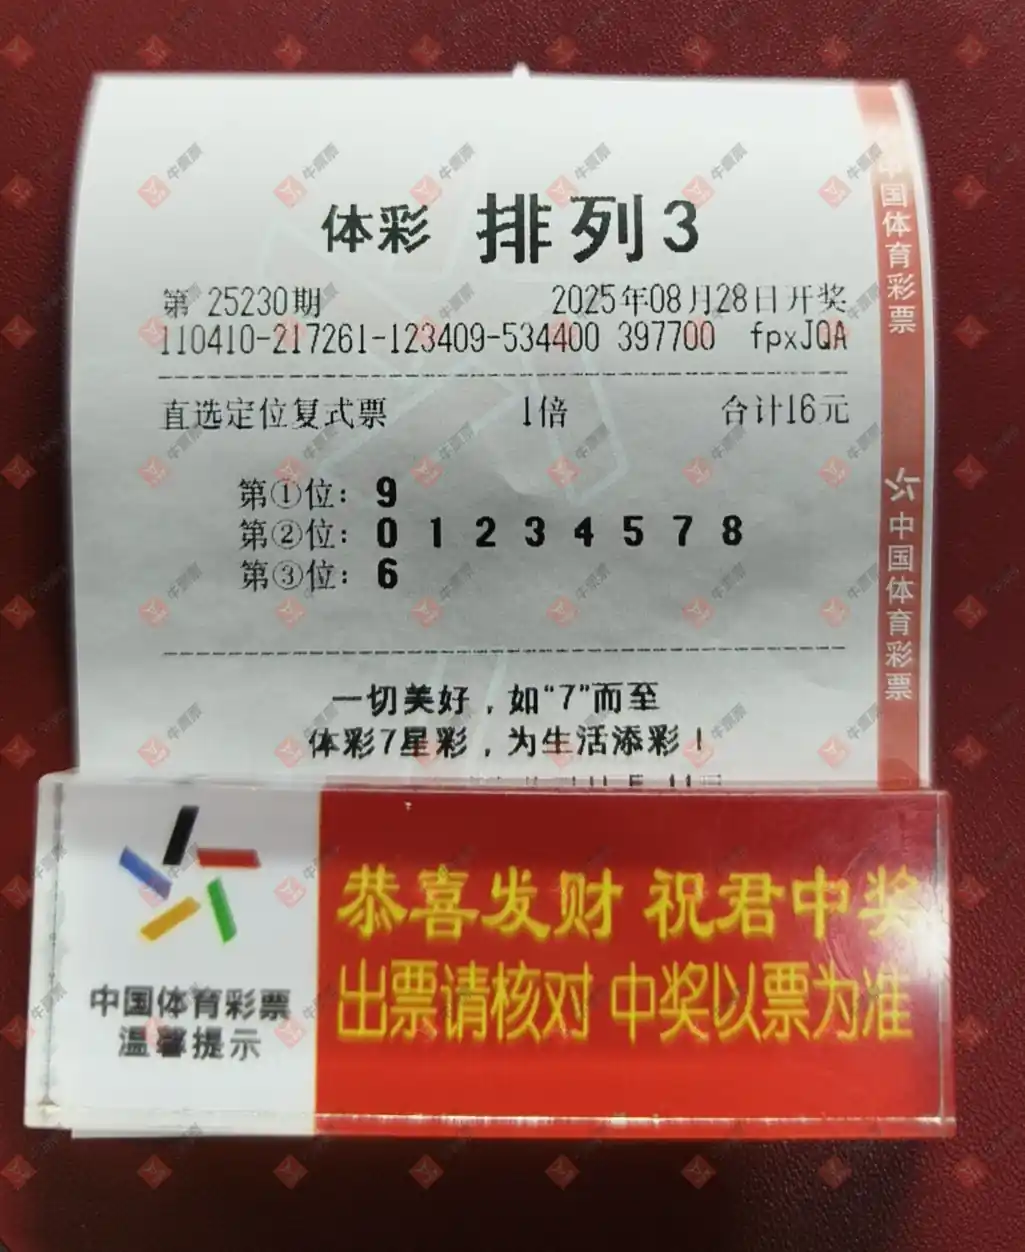 体彩 排列3
第 25230期 2025年08月28日开奖
110410-217261-123409-534400 397700 fpxJQA
直选定位复式票 1倍 合计16元
第①位: 9
第②位: 0 1 2 3 4 5 7 8
第③位: 6
一切美好，如“7”而至
体彩7星彩，为生活添彩！
中国体育彩票
中国体育彩票
恭喜发财 祝君中奖
出票请核对 中奖以票为准
中国体育彩票
温馨提示
牛票票